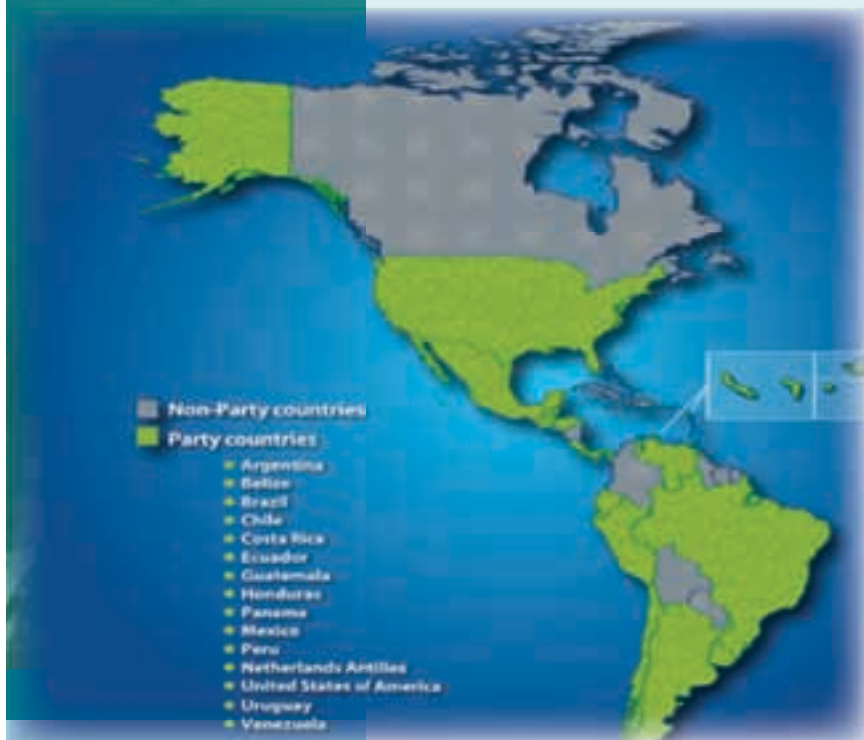 Non-Party countries
Party countries
Argentina
Belize
Brazil
Chile
Costa Rica
Ecuador
Guatemala
Honduras
Panama
Mexico
Peru
Netherlands Antilles
United States of America
Uruguay
Venezuela